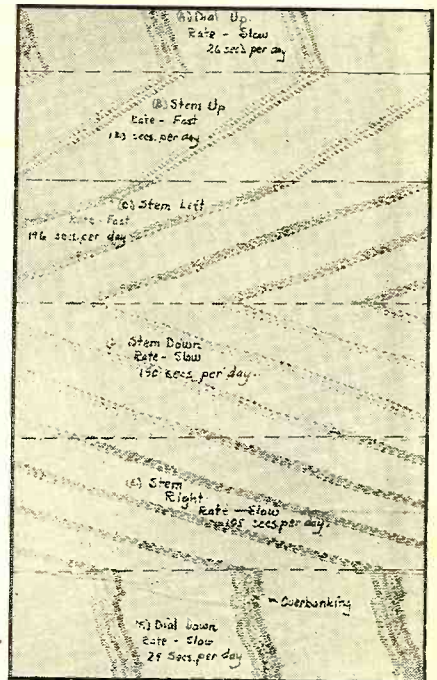 (A) Dial Up
Rate - Slow
26 secs per day
(B) Stem Up
Rate - Fast
secs. per day
(C) Stem Left
Rate - Fast
196 secs. per day
Stem Down
Rate - Slow
190 secs. per day.
(E) Stem
Right
Rate - Slow
195 secs. per day.
Overbanking
Dial Down
Rate - Slow
29 Secs. per day